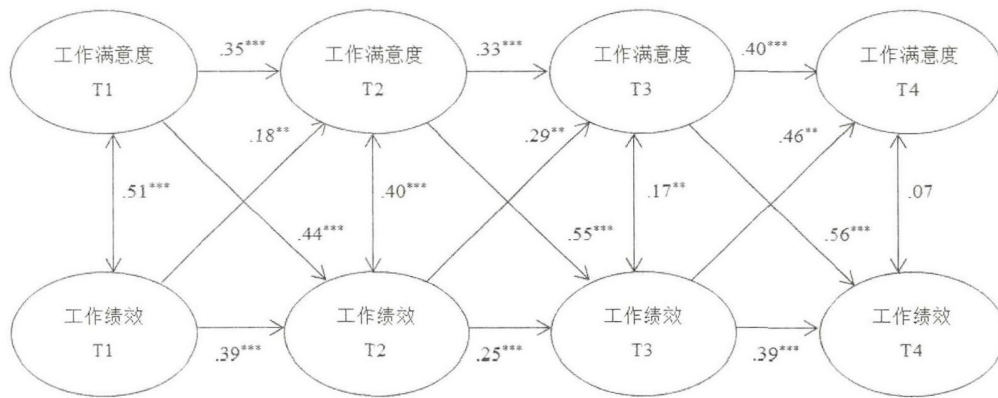 工作满意度
T1
.35***
工作满意度
T2
.33***
工作满意度
T3
.40***
工作满意度
T4
.18**
.29**
.46**
.51***
.40***
.17**
.07
.44***
.55***
.56***
工作绩效
T1
.39***
工作绩效
T2
.25***
工作绩效
T3
.39***
工作绩效
T4